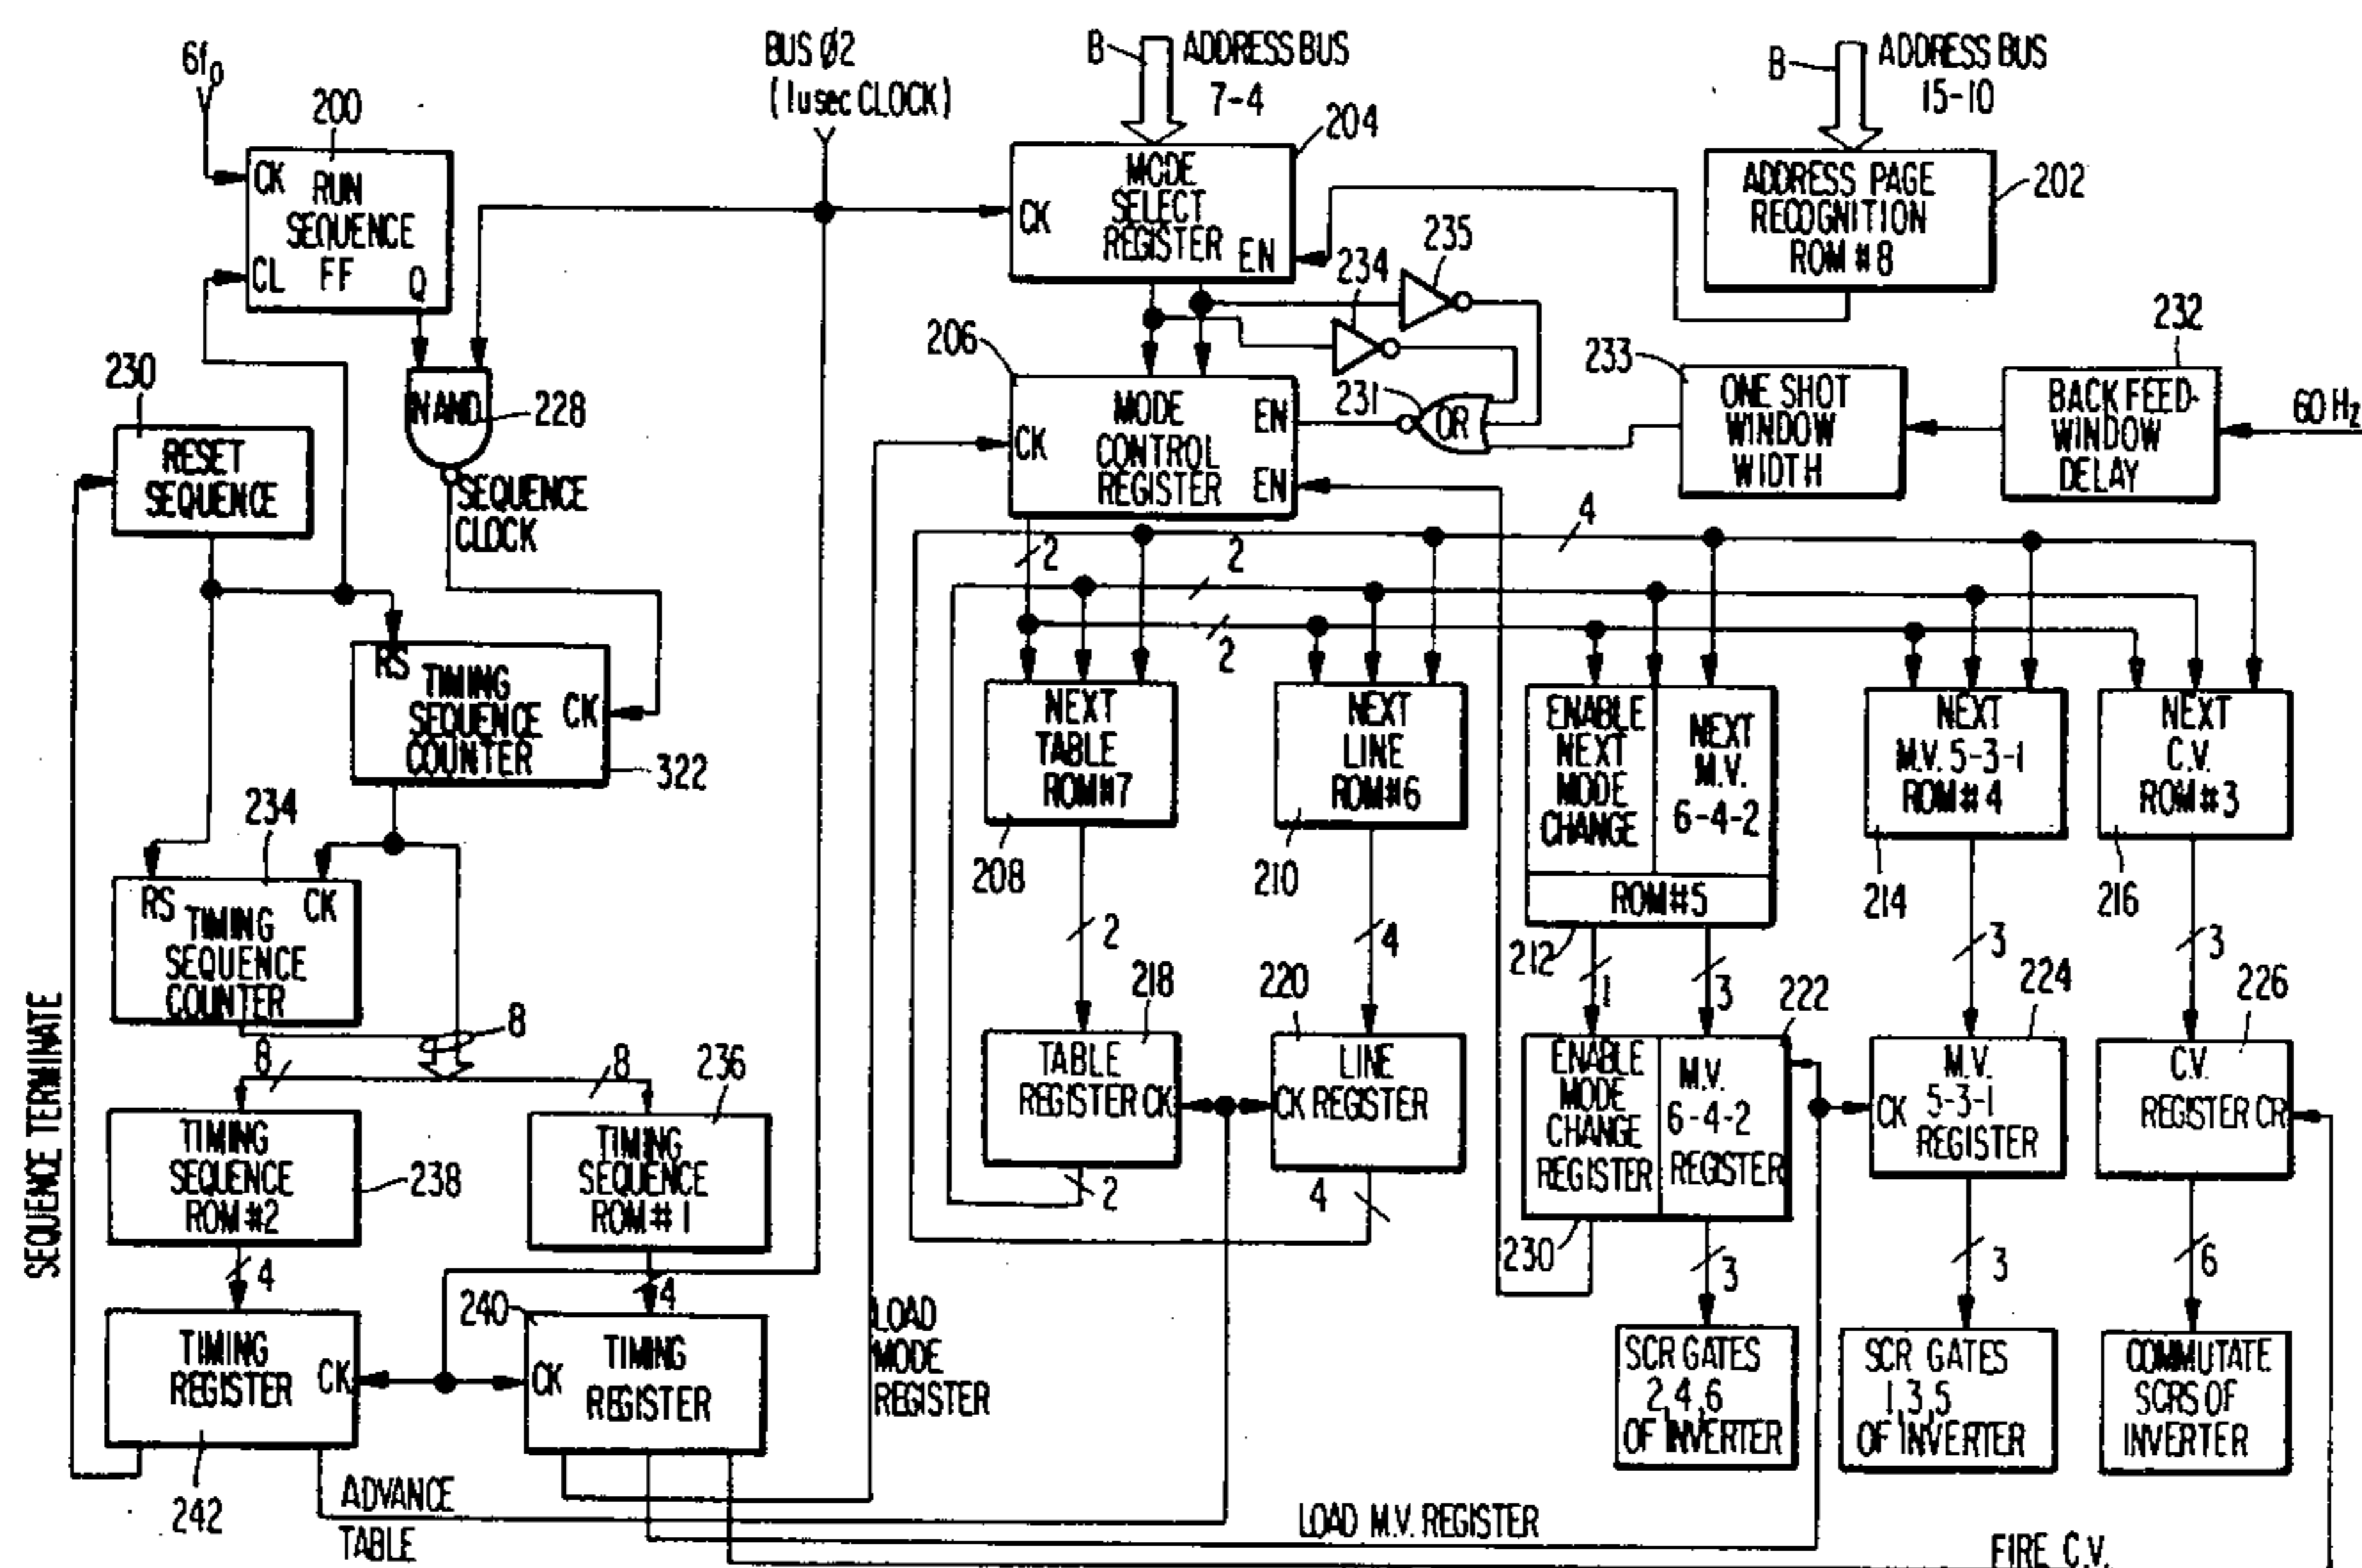 6f0
200
CK
RUN
SEQUENCE
FF
CL
Q
BUS Ø2
(1usec CLOCK)
B
ADDRESS BUS
7-4
204
MODE
SELECT
REGISTER
CK
EN
B
ADDRESS BUS
15-10
ADDRESS PAGE
RECOGNITION
ROM #8
202
235
234
230
RESET
SEQUENCE
NAND
228
SEQUENCE
CLOCK
206
MODE
CONTROL
REGISTER
CK
EN
EN
231
OR
233
ONE SHOT
WINDOW
WIDTH
232
BACK FEED-
WINDOW
DELAY
60 Hz
2
2
4
2
RS
TIMING
SEQUENCE
COUNTER
CK
322
NEXT
TABLE
ROM#7
208
NEXT
LINE
ROM#6
210
ENABLE
NEXT
MODE
CHANGE
NEXT
M.V.
6-4-2
ROM#5
212
NEXT
M.V. 5-3-1
ROM #4
214
NEXT
C.V.
ROM #3
216
234
RS
CK
TIMING
SEQUENCE
COUNTER
8
8
8
2
4
1
3
3
3
SEQUENCE TERMINATE
TIMING
SEQUENCE
ROM #2
238
236
TIMING
SEQUENCE
ROM # 1
218
TABLE
REGISTER CK
220
LINE
CK REGISTER
222
ENABLE
MODE
CHANGE
REGISTER
M.V.
6-4-2
REGISTER
224
M.V.
CK 5-3-1
REGISTER
226
C.V.
REGISTER CR
2
4
230
3
3
6
4
4
TIMING
REGISTER
CK
242
240
CK
TIMING
REGISTER
LOAD
MODE
REGISTER
SCR GATES
2,4,6
OF INVERTER
SCR GATES
1,3,5
OF INVERTER
COMMUTATE
SCRS OF
INVERTER
ADVANCE
TABLE
LOAD M.V. REGISTER
FIRE C.V.